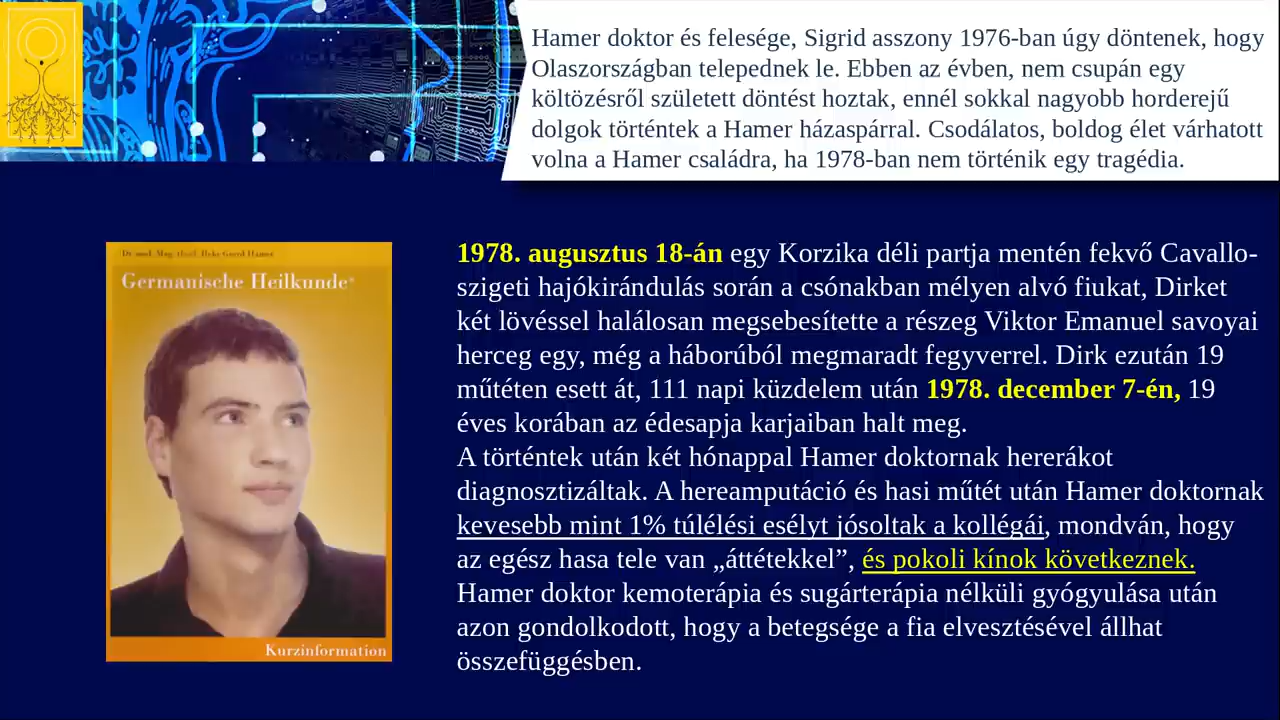 Hamer doktor és felesége, Sigrid asszony 1976-ban úgy döntenek, hogy
Olaszországban telepednek le. Ebben az évben, nem csupán egy
költözésről született döntést hoztak, ennél sokkal nagyobb horderejű
dolgok történtek a Hamer házaspárral. Csodálatos, boldog élet várhatott
volna a Hamer családra, ha 1978-ban nem történik egy tragédia.
Dr. med. Mag. theol. Ryke Geerd Hamer
Germanische Heilkunde®
Kurzinformation
1978. augusztus 18-án egy Korzika déli partja mentén fekvő Cavallo-
szigeti hajókirándulás során a csónakban mélyen alvó fiukat, Dirket
két lövéssel halálosan megsebesítette a részeg Viktor Emanuel savoyai
herceg egy, még a háborúból megmaradt fegyverrel. Dirk ezután 19
műtéten esett át, 111 napi küzdelem után 1978. december 7-én, 19
éves korában az édesapja karjaiban halt meg.
A történtek után két hónappal Hamer doktornak hererákot
diagnosztizáltak. A hereamputáció és hasi műtét után Hamer doktornak
kevesebb mint 1% túlélési esélyt jósoltak a kollégái, mondván, hogy
az egész hasa tele van „áttétekkel”, és pokoli kínok következnek.
Hamer doktor kemoterápia és sugárterápia nélküli gyógyulása után
azon gondolkodott, hogy a betegsége a fia elvesztésével állhat
összefüggésben.